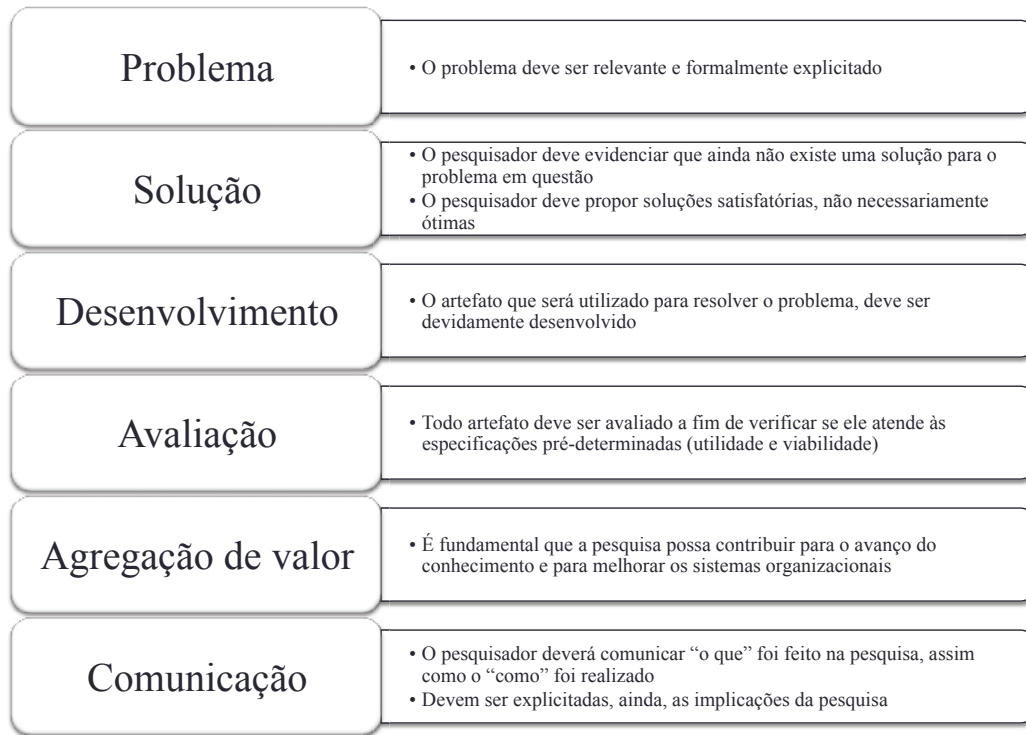 Problema
• O problema deve ser relevante e formalmente explicitado
Solução
• O pesquisador deve evidenciar que ainda não existe uma solução para o
problema em questão
• O pesquisador deve propor soluções satisfatórias, não necessariamente
ótimas
Desenvolvimento
• O artefato que será utilizado para resolver o problema, deve ser
devidamente desenvolvido
Avaliação
• Todo artefato deve ser avaliado a fim de verificar se ele atende às
especificações pré-determinadas (utilidade e viabilidade)
Agregação de valor
• É fundamental que a pesquisa possa contribuir para o avanço do
conhecimento e para melhorar os sistemas organizacionais
Comunicação
• O pesquisador deverá comunicar “o que” foi feito na pesquisa, assim
como o “como” foi realizado
• Devem ser explicitadas, ainda, as implicações da pesquisa